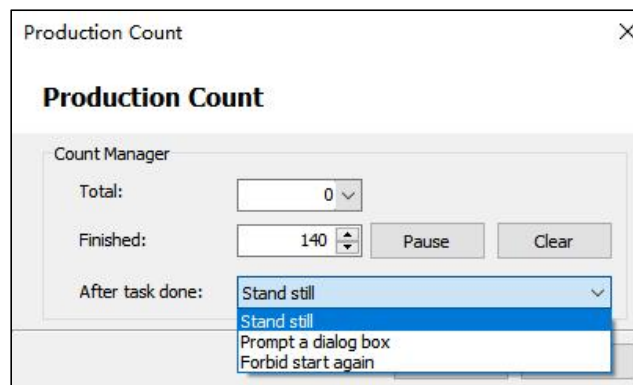 Production Count
Production Count
Count Manager
Total: 0
Finished: 140 Pause Clear
After task done: Stand still
Stand still
Prompt a dialog box
Forbid start again